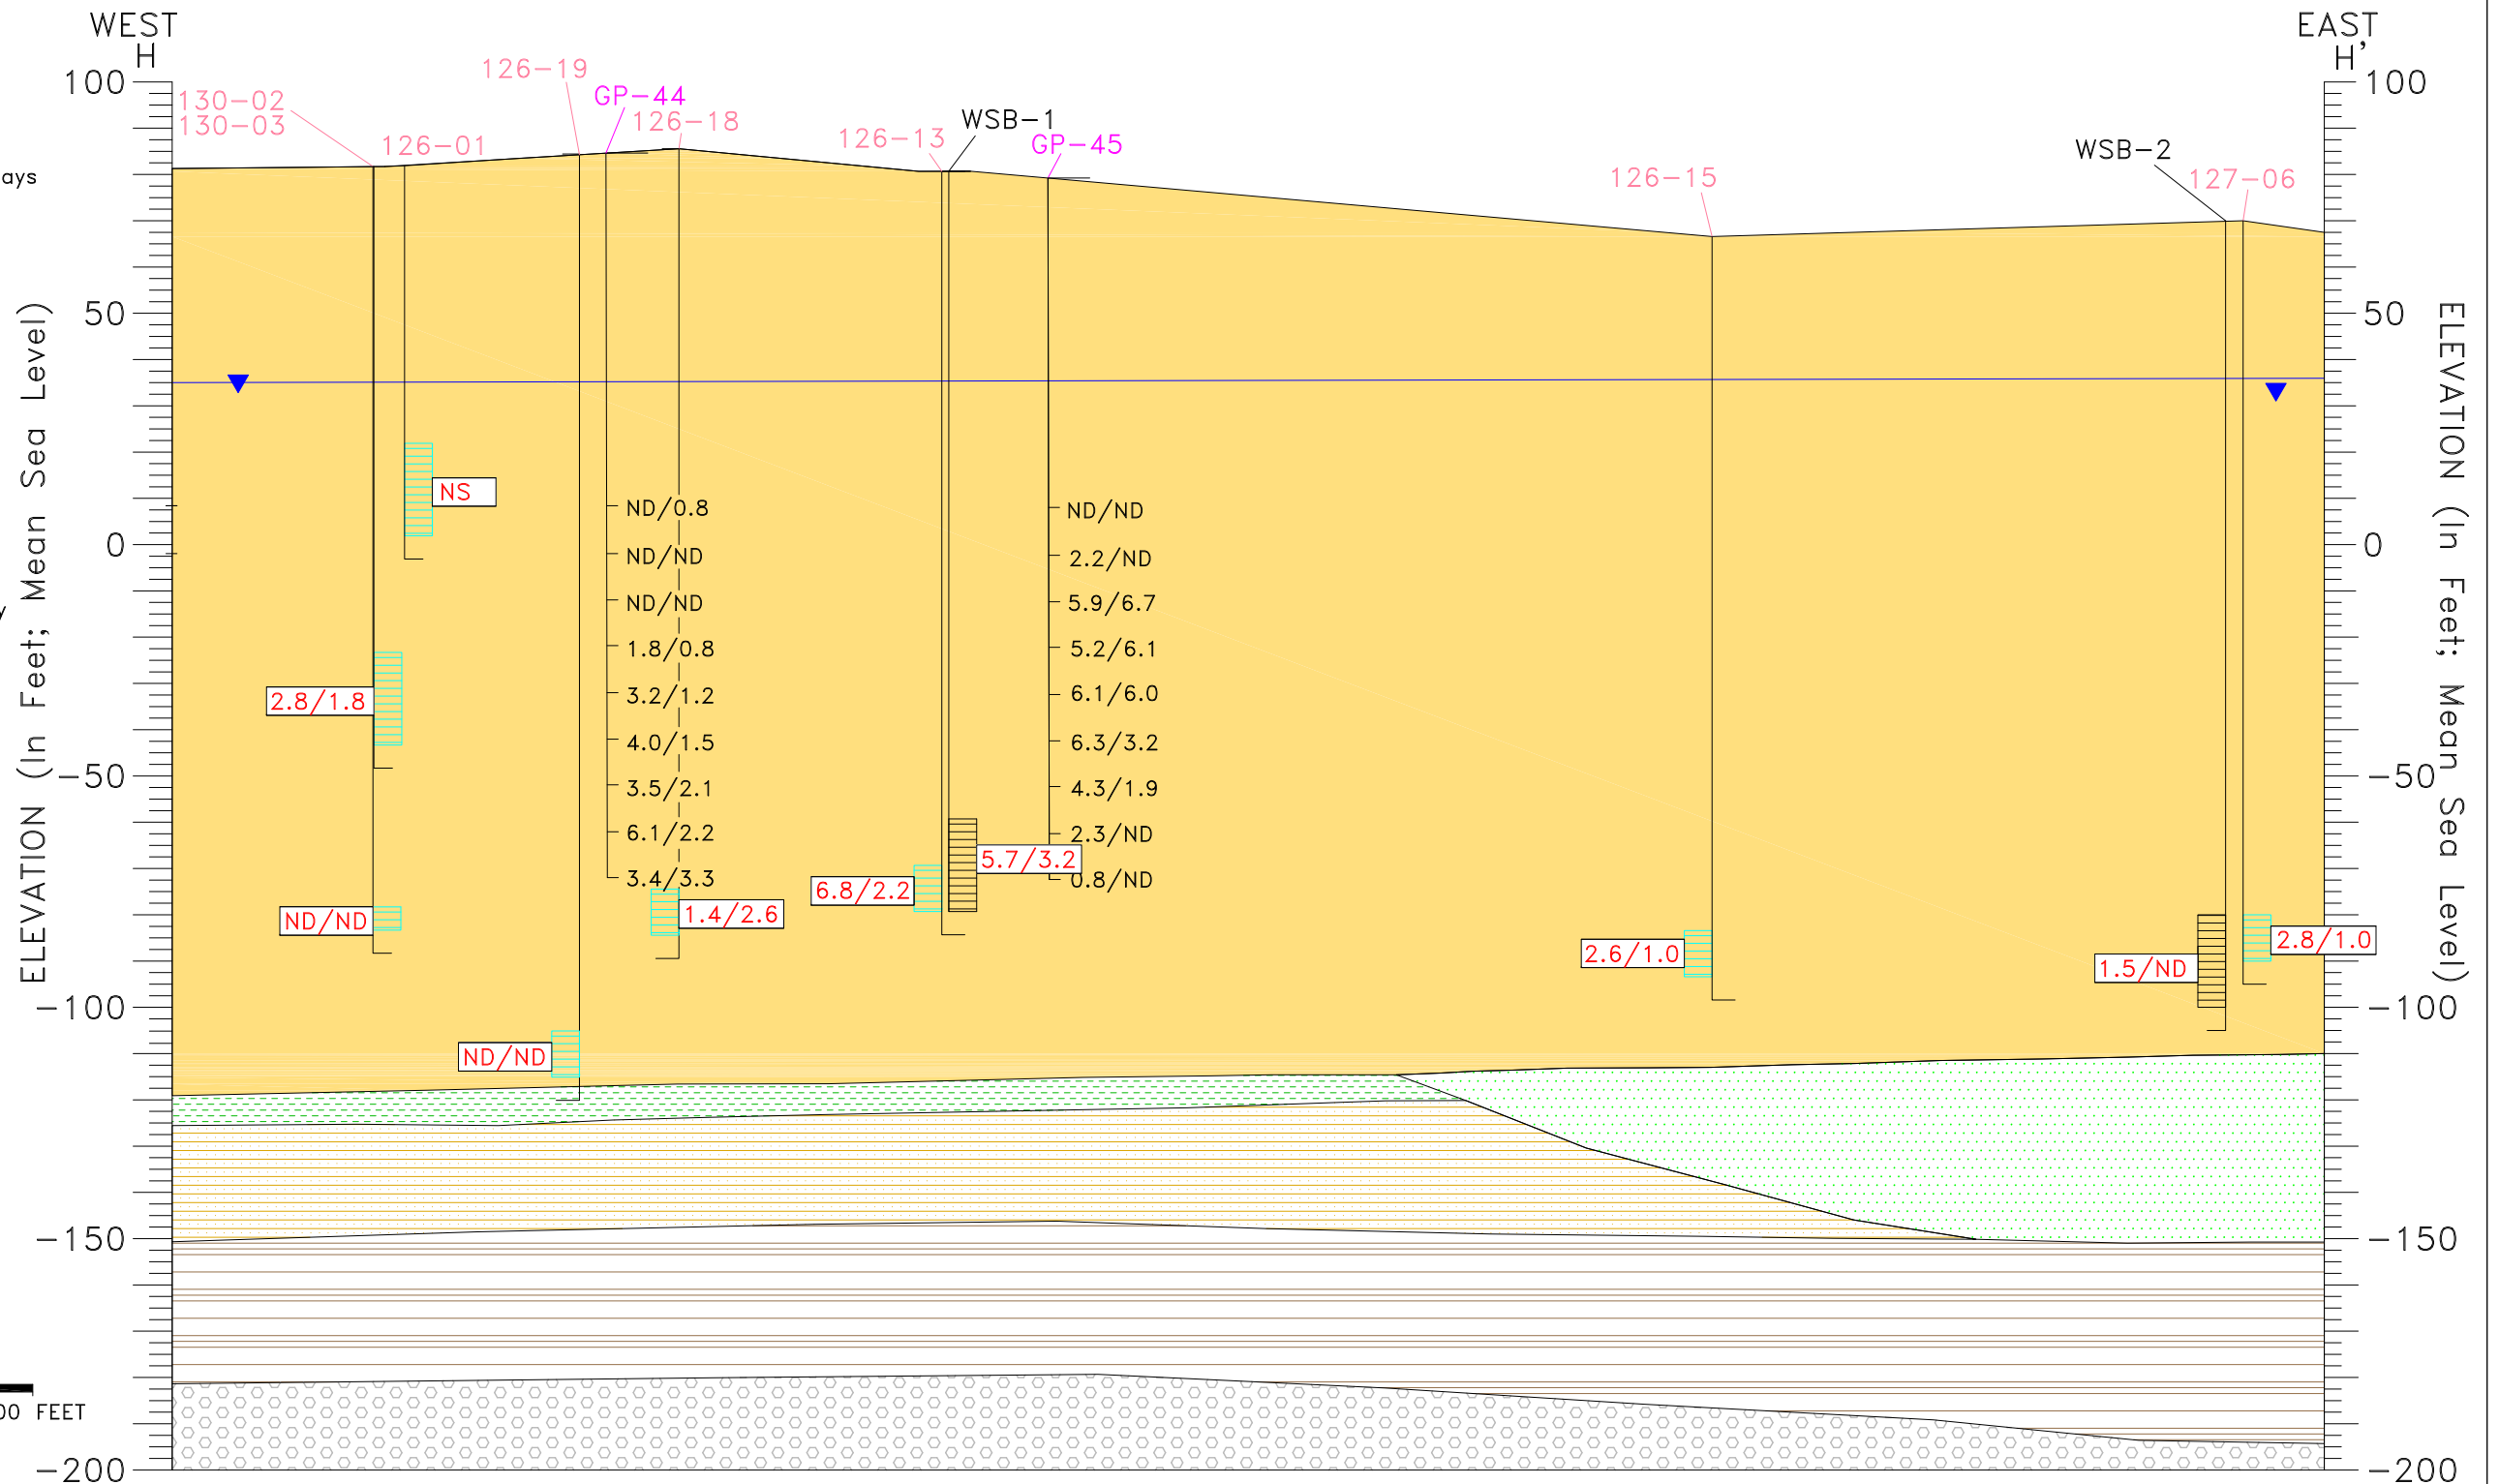 WEST
H
EAST
H'
130-02
130-03
126-01
126-19
GP-44
126-18
126-13
WSB-1
GP-45
126-15
WSB-2
127-06
ays
100
50
0
-50
-100
-150
-200
ELEVATION (In Feet; Mean Sea Level)
NS
2.8/1.8
ND/ND
ND/ND
ND/0.8
ND/ND
ND/ND
1.8/0.8
3.2/1.2
4.0/1.5
3.5/2.1
6.1/2.2
3.4/3.3
1.4/2.6
6.8/2.2
5.7/3.2
ND/ND
2.2/ND
5.9/6.7
5.2/6.1
6.1/6.0
6.3/3.2
4.3/1.9
2.3/ND
0.8/ND
2.6/1.0
1.5/ND
2.8/1.0
100
50
0
-50
-100
-150
-200
ELEVATION (In Feet; Mean Sea Level)
00 FEET